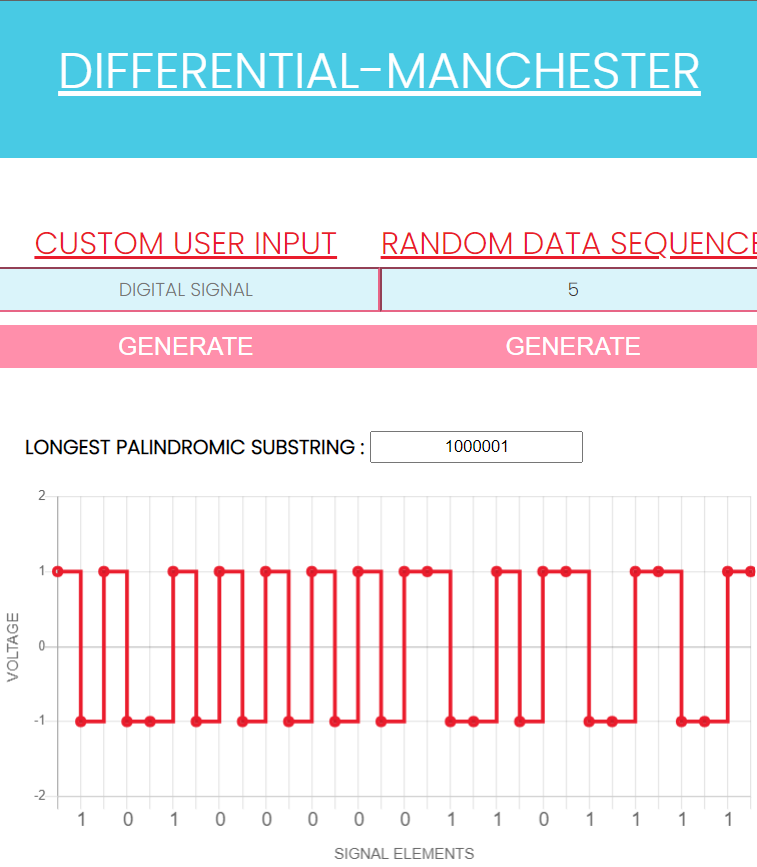 DIFFERENTIAL-MANCHESTER
CUSTOM USER INPUT
RANDOM DATA SEQUENCE
DIGITAL SIGNAL
5
GENERATE
GENERATE
LONGEST PALINDROMIC SUBSTRING : 1000001
2
1
0
-1
-2
VOLTAGE
1 0 1 0 0 0 0 0 1 1 0 1 1 1 1
SIGNAL ELEMENTS